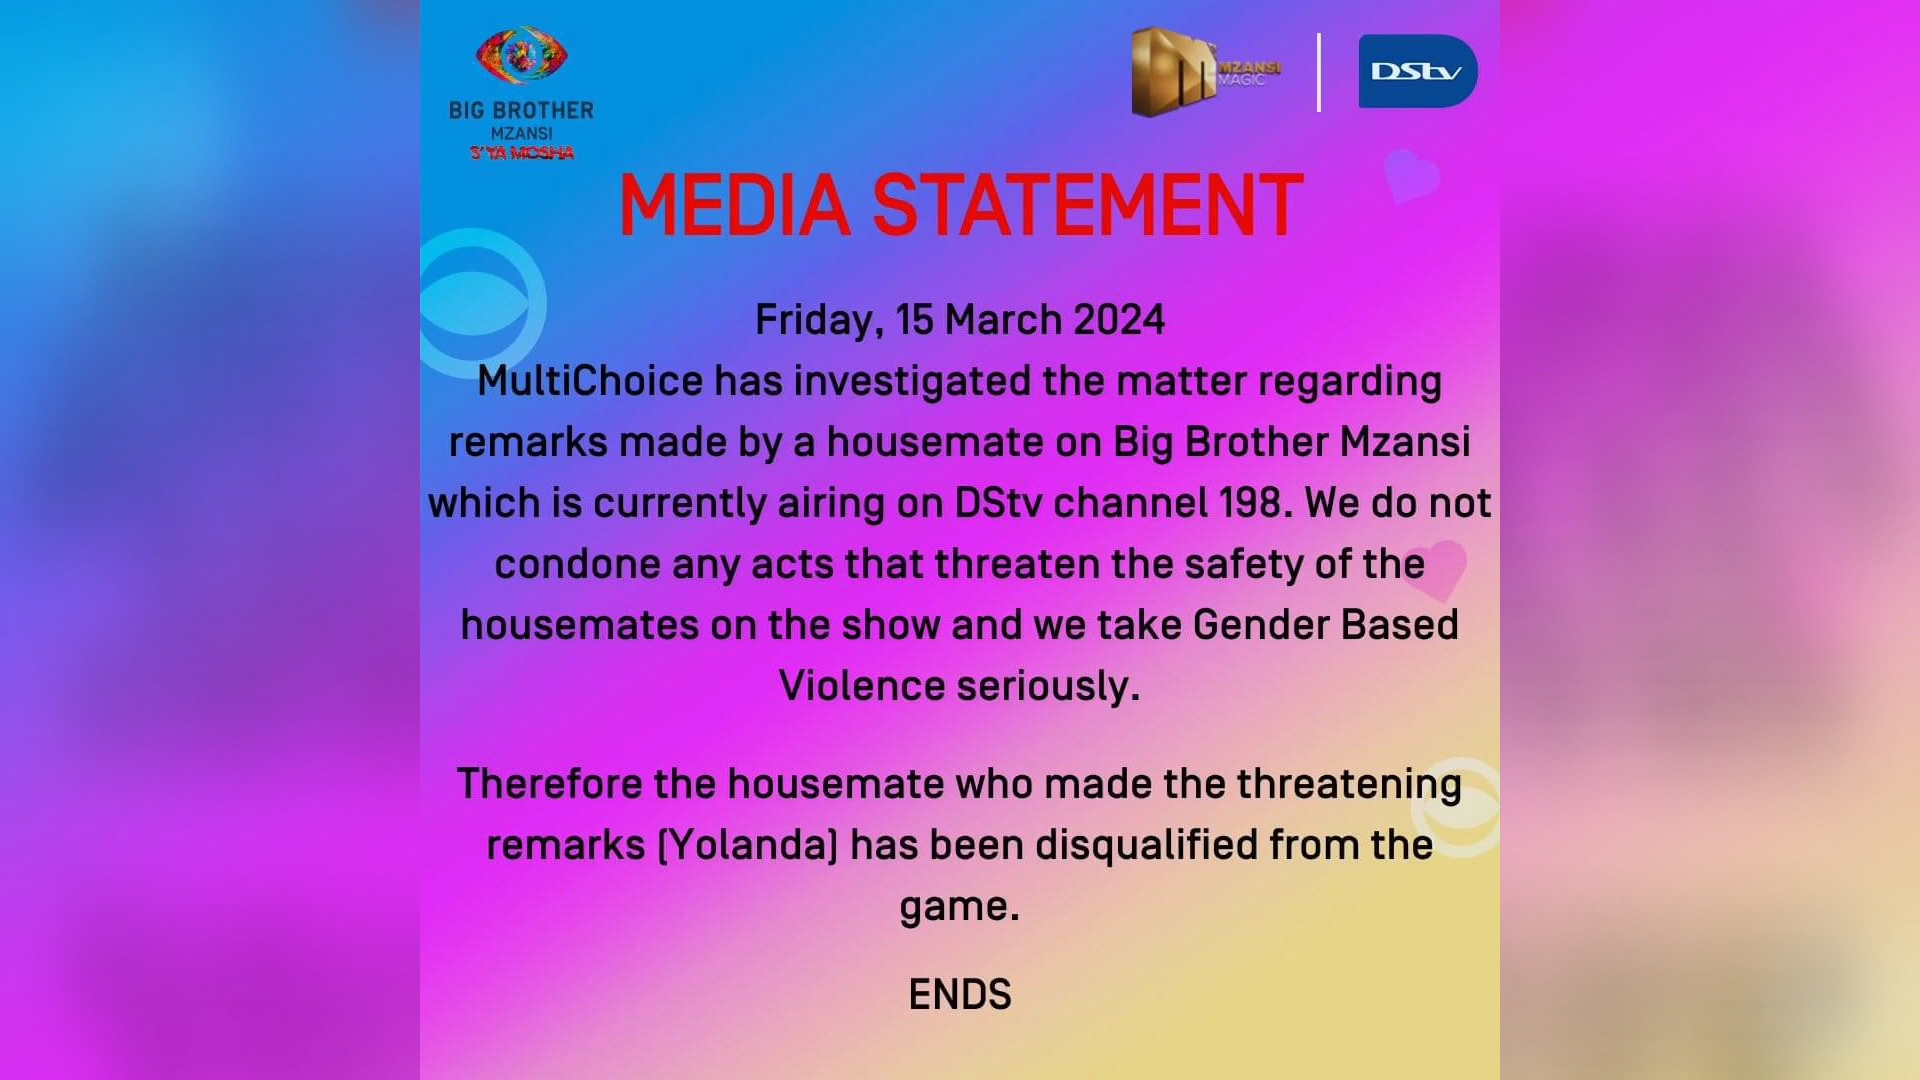 BIG BROTHER
MZANSI
S'YA MOSHA
MZANSI
MAGIC
DStv
MEDIA STATEMENT
Friday, 15 March 2024
MultiChoice has investigated the matter regarding
remarks made by a housemate on Big Brother Mzansi
which is currently airing on DStv channel 198. We do not
condone any acts that threaten the safety of the
housemates on the show and we take Gender Based
Violence seriously.
Therefore the housemate who made the threatening
remarks (Yolanda) has been disqualified from the
game.
ENDS